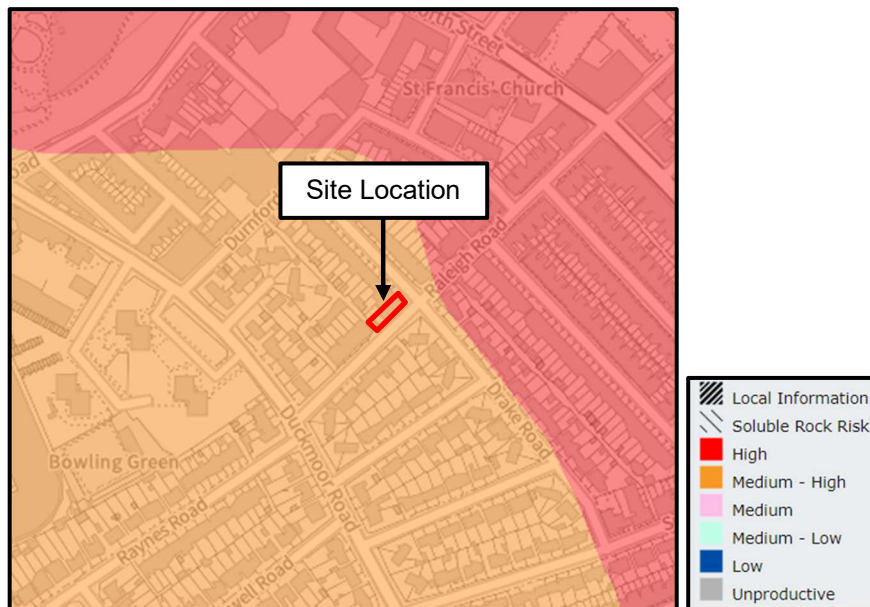 St Francis' Church
Site Location
Raleigh Road
Drake Road
Duckmoor Road
Bowling Green
Raynes Road
Road
Local Information
Soluble Rock Risk
High
Medium - High
Medium
Medium - Low
Low
Unproductive